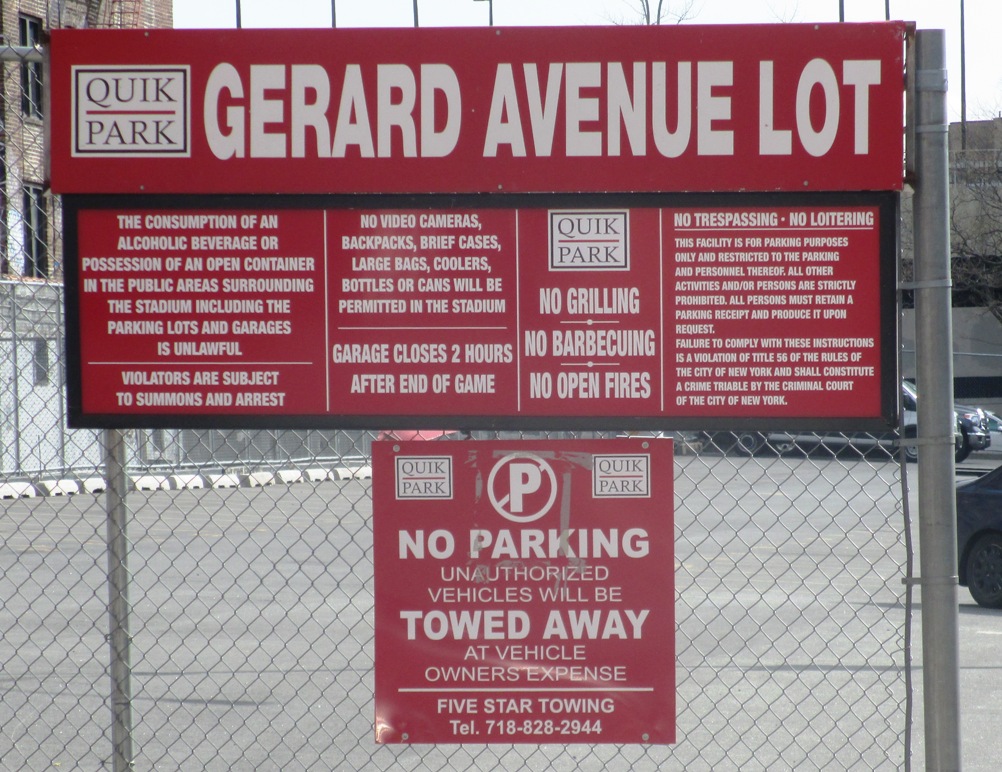 QUIK
PARK
GERARD AVENUE LOT
THE CONSUMPTION OF AN
ALCOHOLIC BEVERAGE OR
POSSESSION OF AN OPEN CONTAINER
IN THE PUBLIC AREAS SURROUNDING
THE STADIUM INCLUDING THE
PARKING LOTS AND GARAGES
IS UNLAWFUL
VIOLATORS ARE SUBJECT
TO SUMMONS AND ARREST
NO VIDEO CAMERAS,
BACKPACKS, BRIEF CASES,
LARGE BAGS, COOLERS,
BOTTLES OR CANS WILL BE
PERMITTED IN THE STADIUM
GARAGE CLOSES 2 HOURS
AFTER END OF GAME
QUIK
PARK
NO GRILLING
NO BARBECUING
NO OPEN FIRES
NO TRESPASSING · NO LOITERING
THIS FACILITY IS FOR PARKING PURPOSES
ONLY AND RESTRICTED TO THE PARKING
AND PERSONNEL THEREOF. ALL OTHER
ACTIVITIES AND/OR PERSONS ARE STRICTLY
PROHIBITED. ALL PERSONS MUST RETAIN A
PARKING RECEIPT AND PRODUCE IT UPON
REQUEST.
FAILURE TO COMPLY WITH THESE INSTRUCTIONS
IS A VIOLATION OF TITLE 56 OF THE RULES OF
THE CITY OF NEW YORK AND SHALL CONSTITUTE
A CRIME TRIABLE BY THE CRIMINAL COURT
OF THE CITY OF NEW YORK.
QUIK
PARK
P
QUIK
PARK
NO PARKING
UNAUTHORIZED
VEHICLES WILL BE
TOWED AWAY
AT VEHICLE
OWNERS EXPENSE
FIVE STAR TOWING
Tel. 718-828-2944